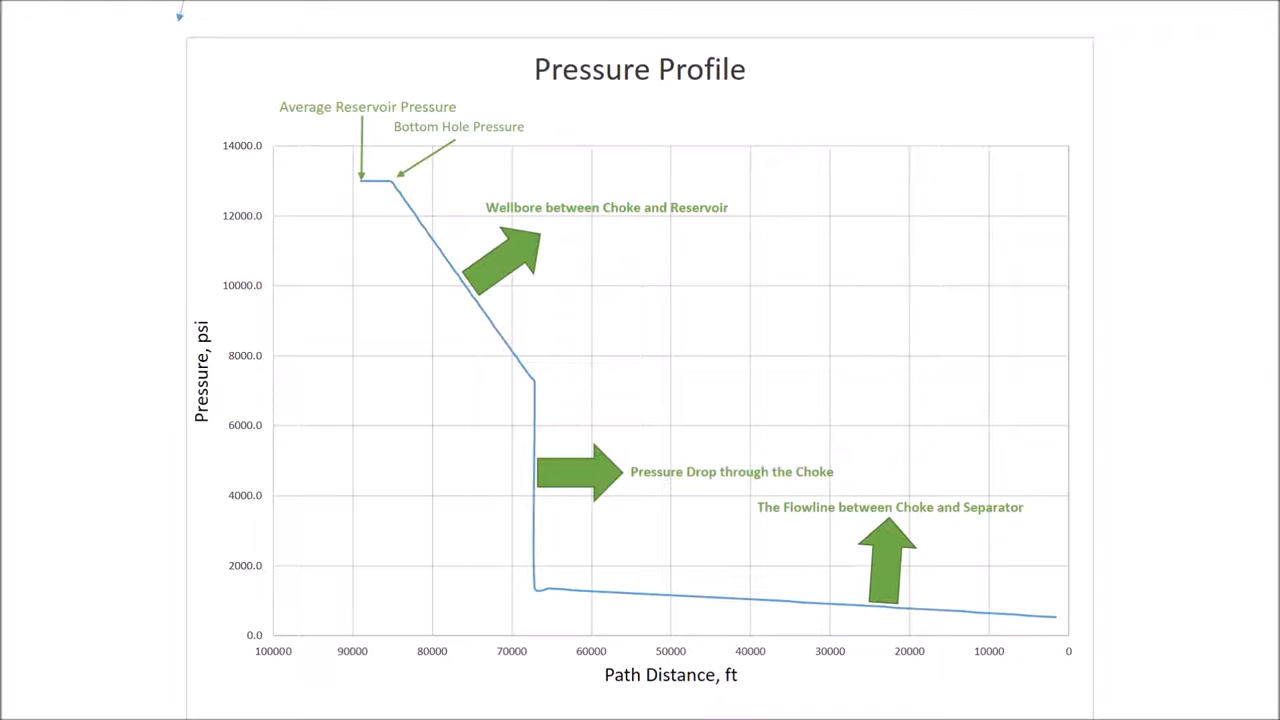 Pressure Profile
Average Reservoir Pressure
Bottom Hole Pressure
14000.0
Wellbore between Choke and Reservoir
12000.0
10000.0
Pressure, psi
8000.0
6000.0
Pressure Drop through the Choke
4000.0
The Flowline between Choke and Separator
2000.0
0.0
100000 90000 80000 70000 60000 50000 40000 30000 20000 10000 0
Path Distance, ft